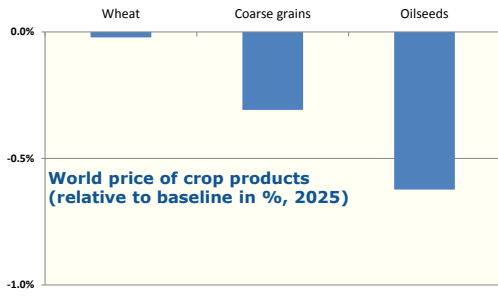 Wheat Coarse grains Oilseeds
0.0%
-0.5%
World price of crop products
(relative to baseline in %, 2025)
-1.0%